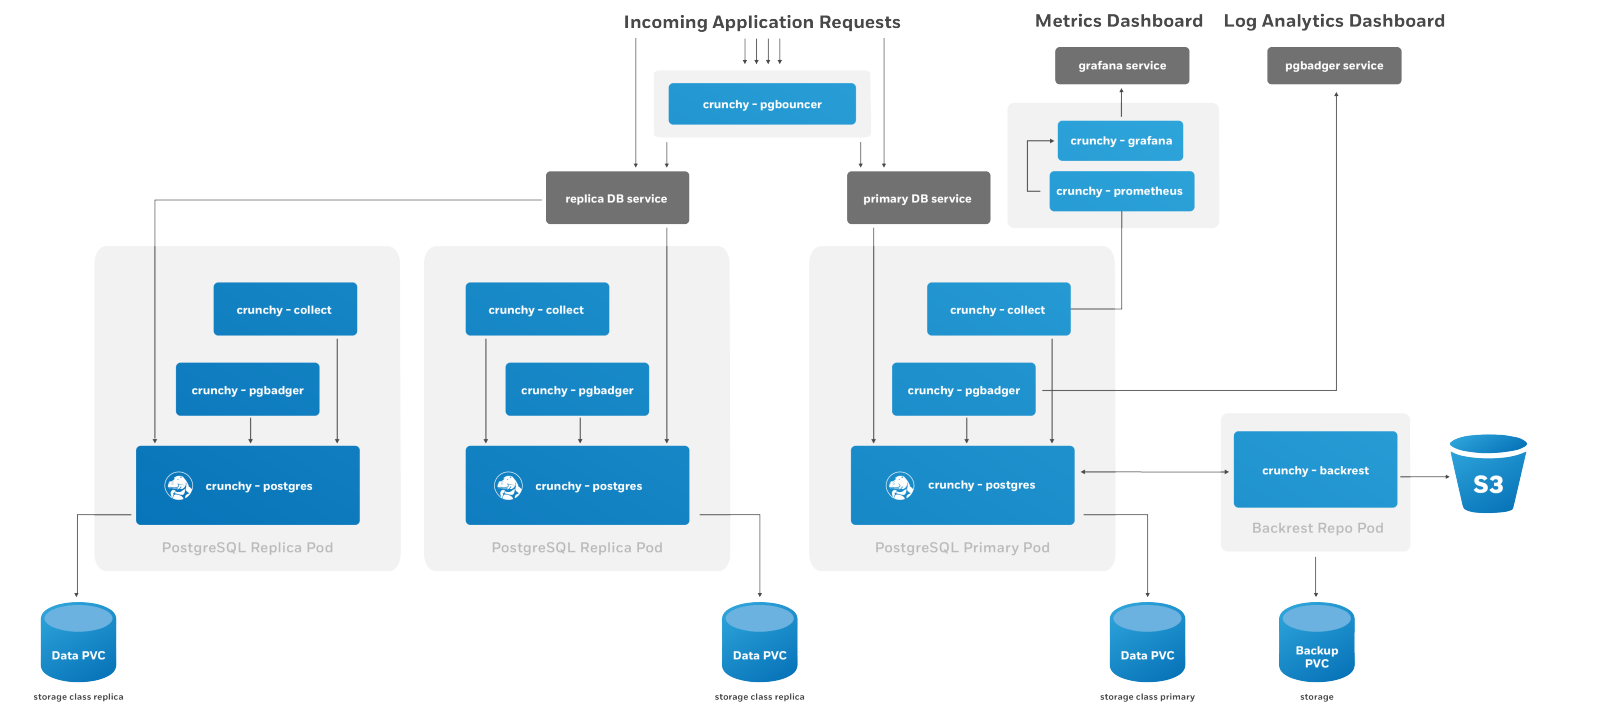 Incoming Application Requests
Metrics Dashboard
Log Analytics Dashboard
grafana service
pgbadger service
crunchy - pgbouncer
crunchy - grafana
crunchy - prometheus
replica DB service
primary DB service
crunchy - collect
crunchy - collect
crunchy - collect
crunchy - pgbadger
crunchy - pgbadger
crunchy - pgbadger
crunchy - postgres
crunchy - postgres
crunchy - postgres
crunchy - backrest
S3
PostgreSQL Replica Pod
PostgreSQL Replica Pod
PostgreSQL Primary Pod
Backrest Repo Pod
Data PVC
Data PVC
Data PVC
Backup
PVC
storage class replica
storage class replica
storage class primary
storage